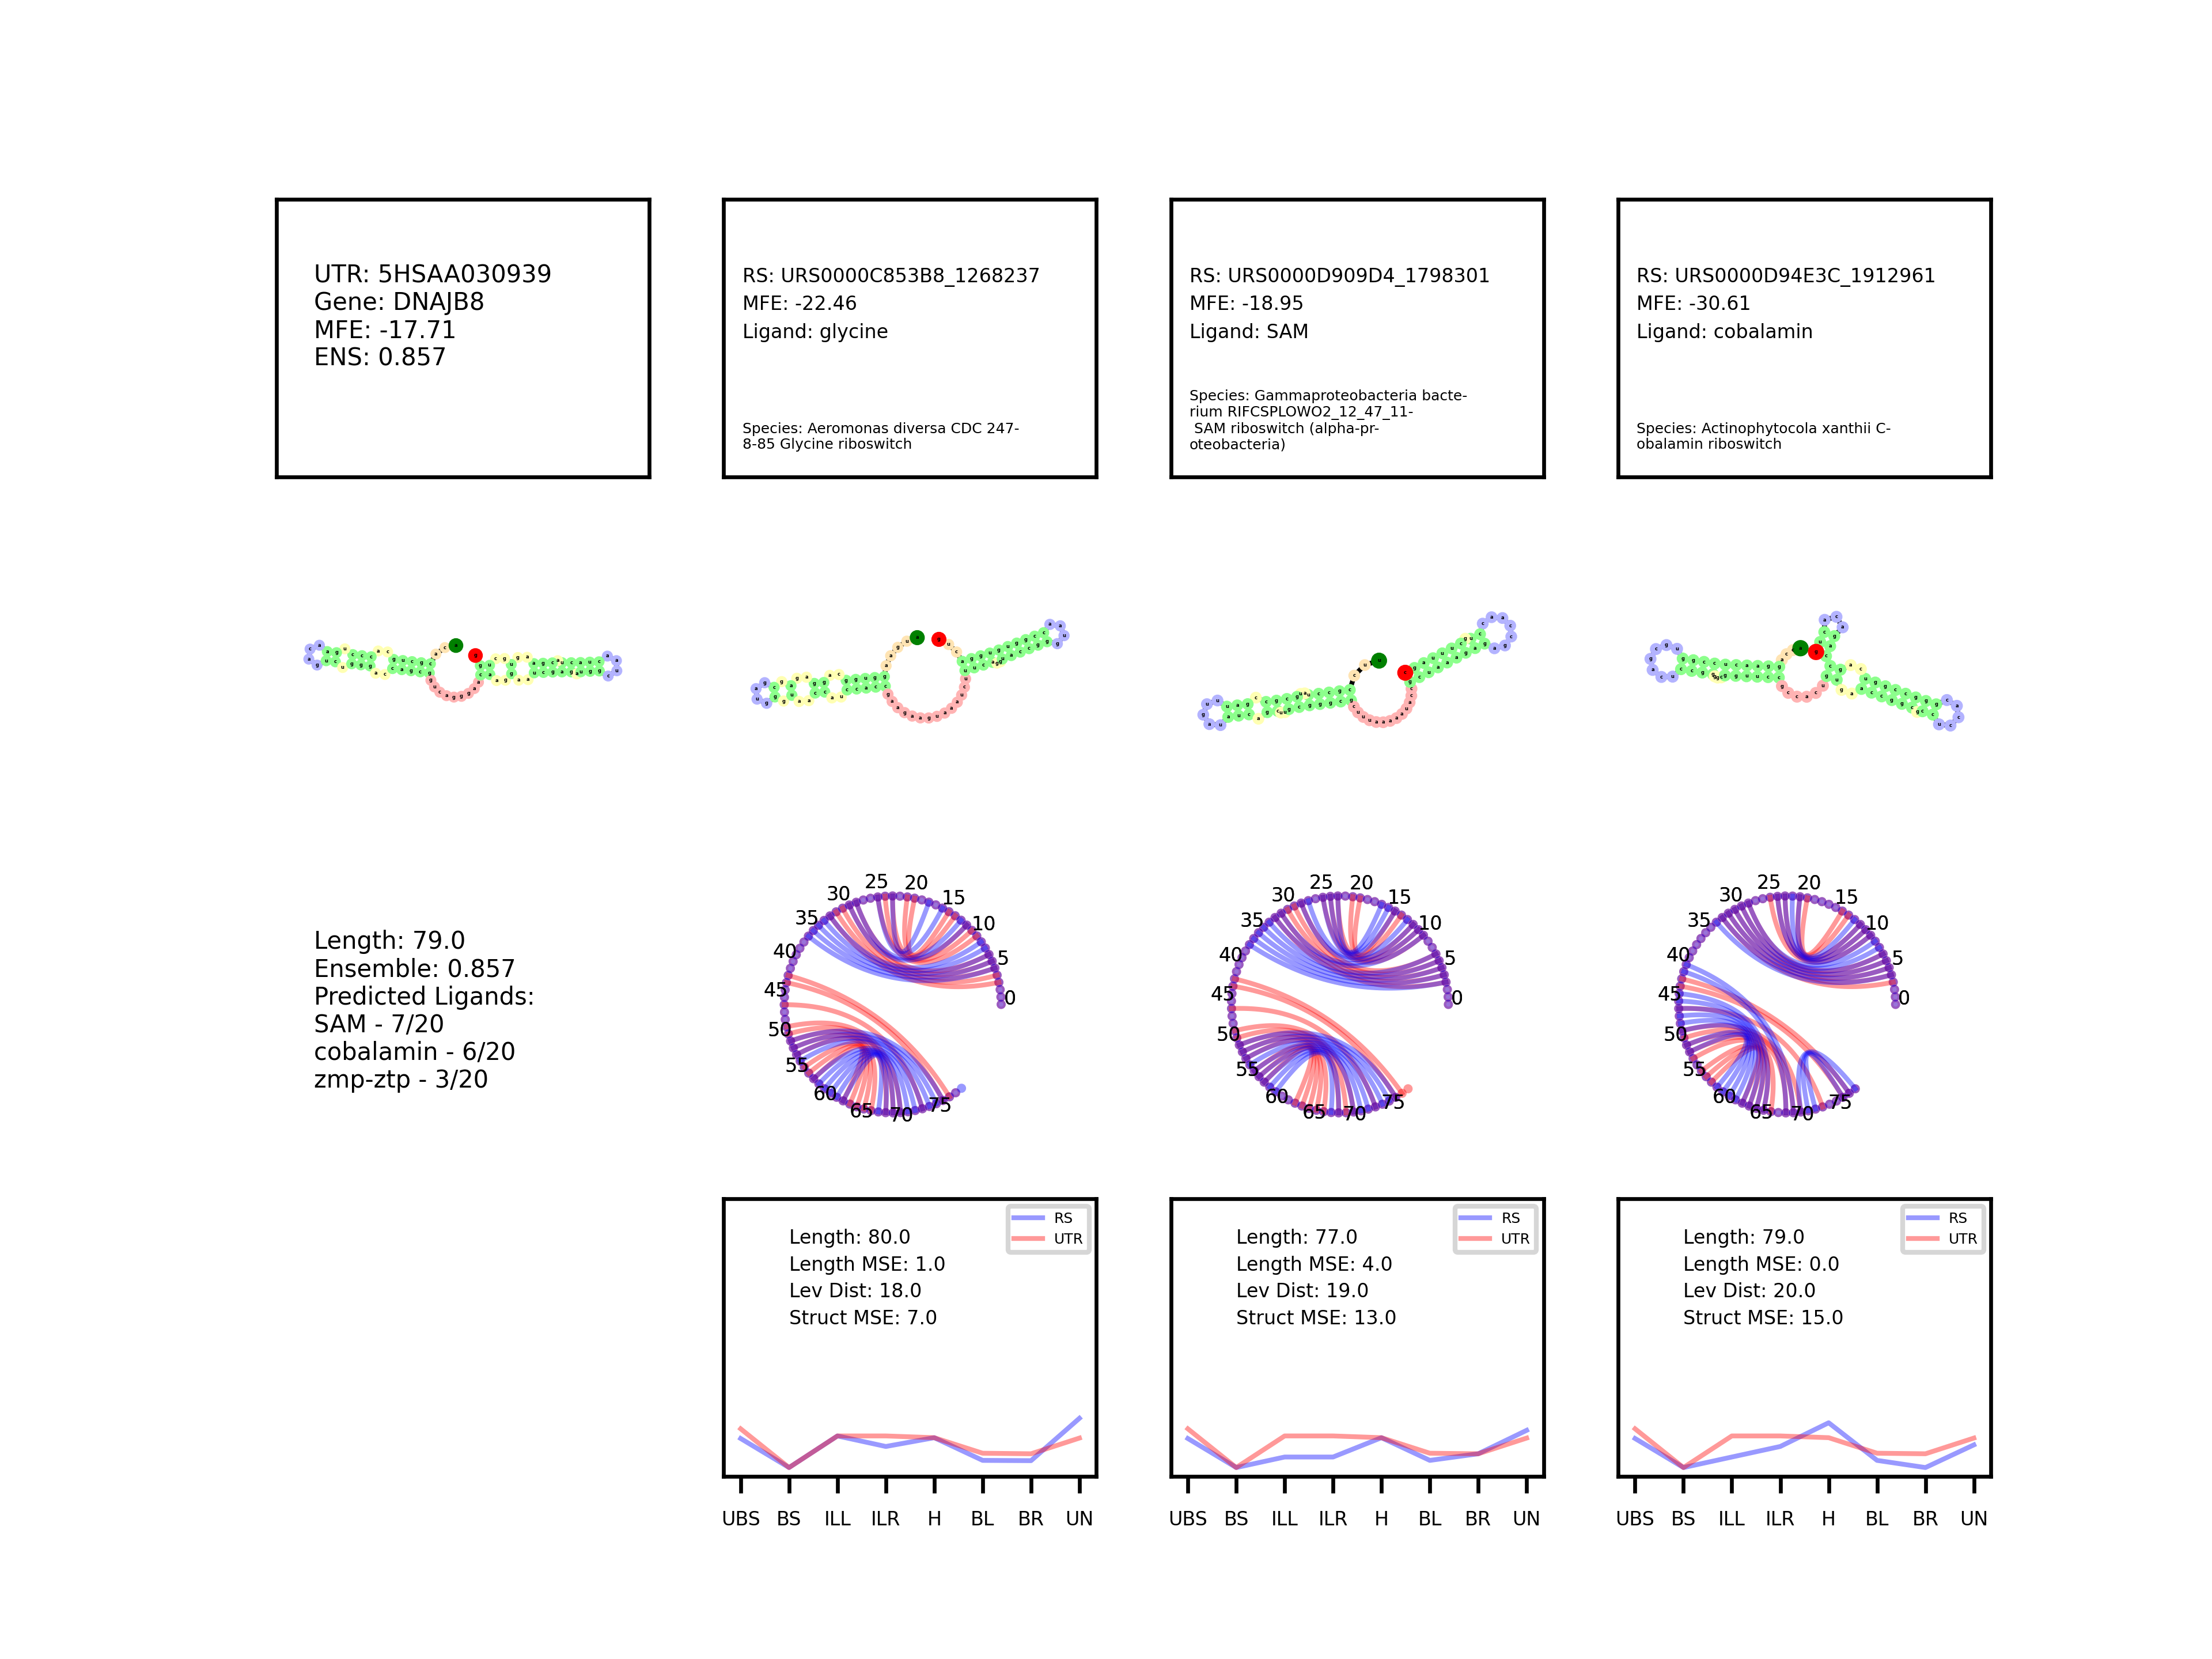 UTR: 5HSAA030939
Gene: DNAJB8
MFE: -17.71
ENS: 0.857
RS: URS0000C853B8_1268237
MFE: -22.46
Ligand: glycine
Species: Aeromonas diversa CDC 247-
8-85 Glycine riboswitch
RS: URS0000D909D4_1798301
MFE: -18.95
Ligand: SAM
Species: Gammaproteobacteria bacte-
rium RIFCSPLOWO2_12_47_11-
SAM riboswitch (alpha-pr-
oteobacteria)
RS: URS0000D94E3C_1912961
MFE: -30.61
Ligand: cobalamin
Species: Actinophytocola xanthii C-
obalamin riboswitch
Length: 79.0
Ensemble: 0.857
Predicted Ligands:
SAM - 7/20
cobalamin - 6/20
zmp-ztp - 3/20
0 5 10 15 20 25 30 35 40 45 50 55 60 65 70 75
0 5 10 15 20 25 30 35 40 45 50 55 60 65 70 75
0 5 10 15 20 25 30 35 40 45 50 55 60 65 70 75
RS
UTR
Length: 80.0
Length MSE: 1.0
Lev Dist: 18.0
Struct MSE: 7.0
UBS BS ILL ILR H BL BR UN
RS
UTR
Length: 77.0
Length MSE: 4.0
Lev Dist: 19.0
Struct MSE: 13.0
UBS BS ILL ILR H BL BR UN
RS
UTR
Length: 79.0
Length MSE: 0.0
Lev Dist: 20.0
Struct MSE: 15.0
UBS BS ILL ILR H BL BR UN